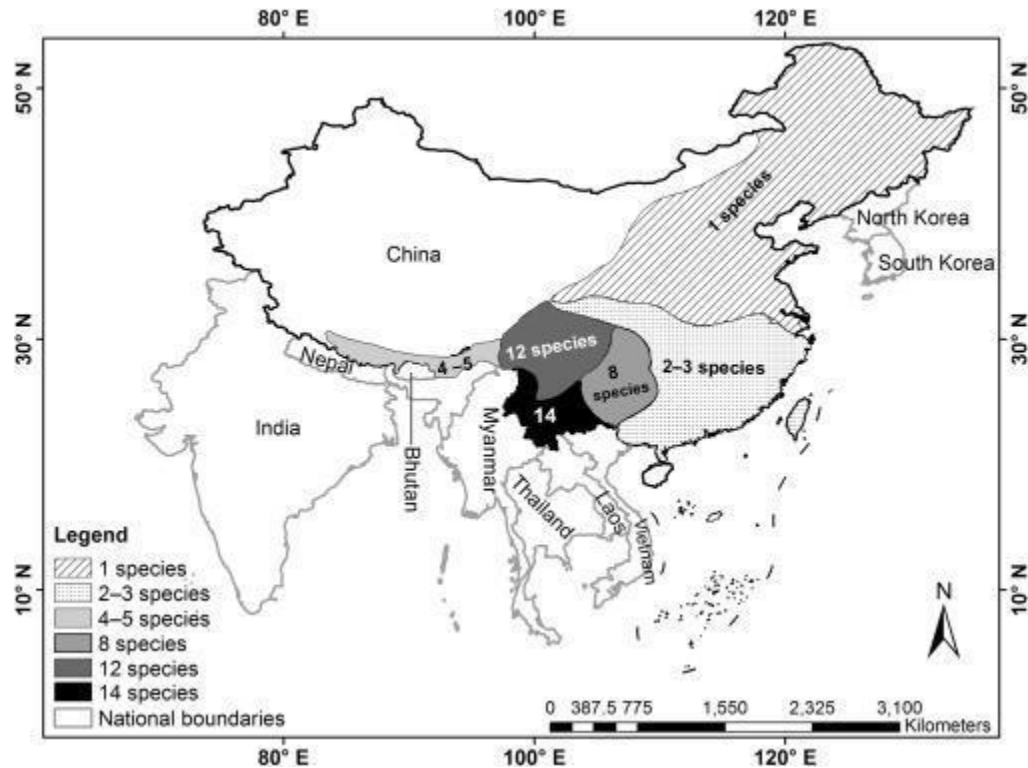 80° E 100° E 120° E
50° N
50° N
1 species
North Korea
South Korea
China
30° N
30° N
12 species
Nepal
4–5
8
species
2–3 species
14
India
Bhutan
Myanmar
Thailand
Laos
Vietnam
Legend
1 species
2–3 species
4–5 species
8 species
12 species
14 species
National boundaries
10° N
10° N
N
0 387.5 775 1,550 2,325 3,100
Kilometers
80° E 100° E 120° E